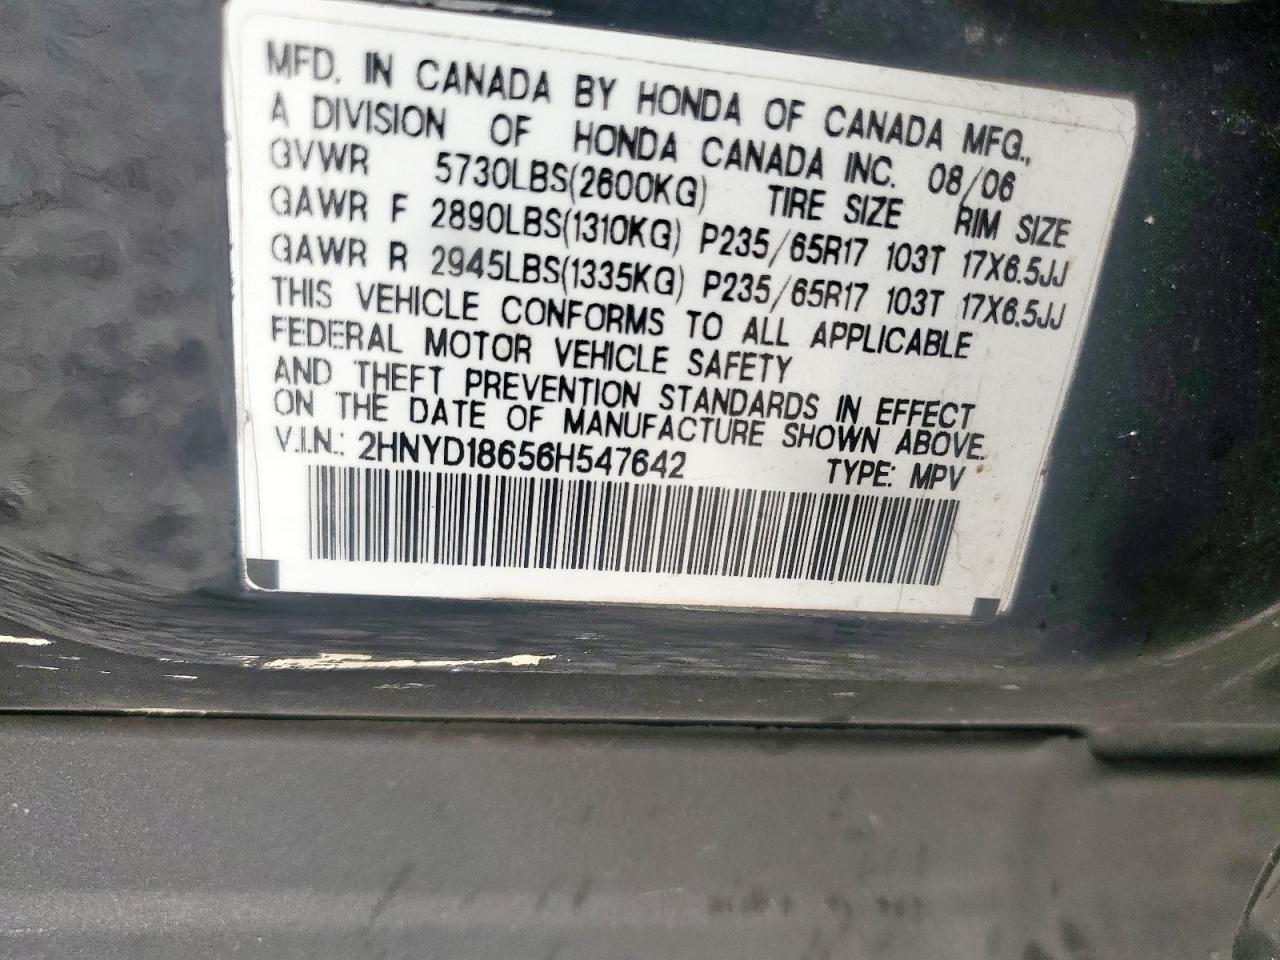 MFD. IN CANADA BY HONDA OF CANADA MFG.,
A DIVISION OF HONDA CANADA INC. 08/06
GVWR 5730LBS(2600KG) TIRE SIZE RIM SIZE
GAWR F 2890LBS(1310KG) P235/65R17 103T 17X6.5JJ
GAWR R 2945LBS(1335KG) P235/65R17 103T 17X6.5JJ
THIS VEHICLE CONFORMS TO ALL APPLICABLE
FEDERAL MOTOR VEHICLE SAFETY
AND THEFT PREVENTION STANDARDS IN EFFECT
ON THE DATE OF MANUFACTURE SHOWN ABOVE.
V.I.N.: 2HNYD18656H547642 TYPE: MPV